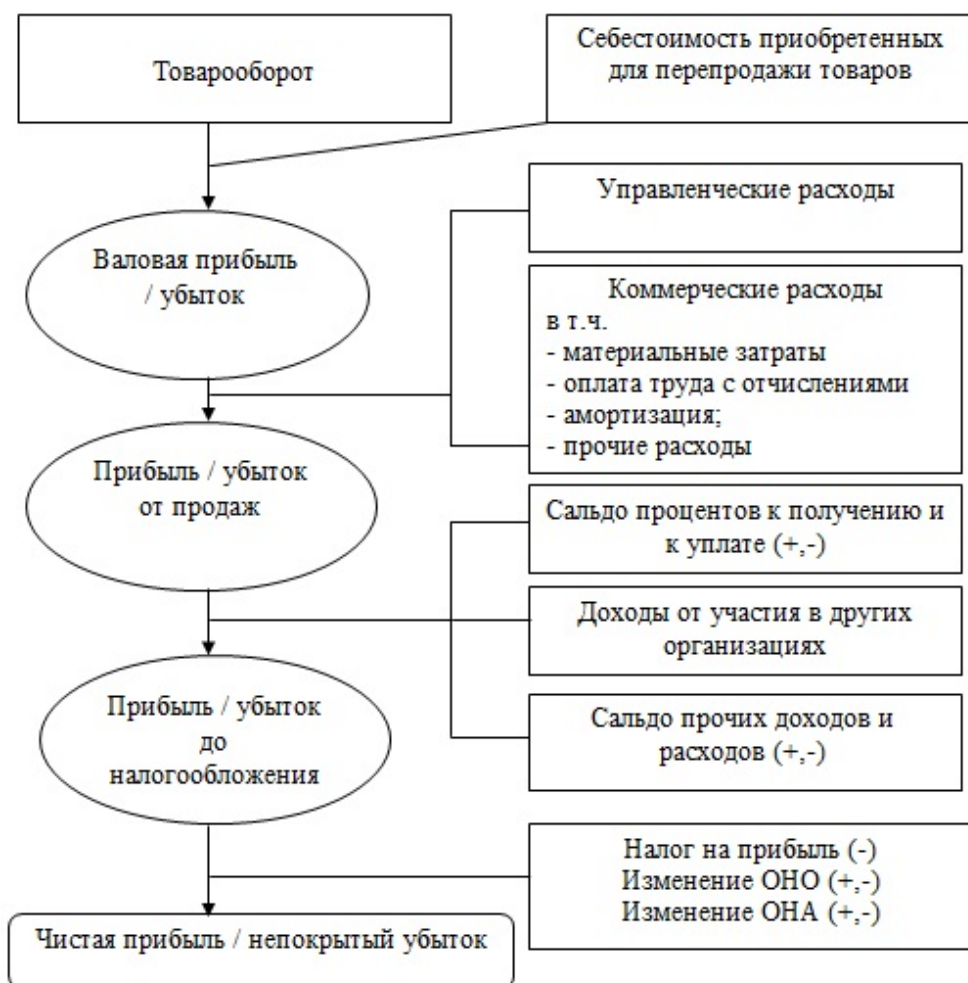 Товарооборот
Себестоимость приобретенных
для перепродажи товаров
Управленческие расходы
Валовая прибыль
/ убыток
Коммерческие расходы
в т.ч.
- материальные затраты
- оплата труда с отчислениями
- амортизация;
- прочие расходы
Прибыль / убыток
от продаж
Сальдо процентов к получению и
к уплате (+,-)
Доходы от участия в других
организациях
Прибыль / убыток
до
налогообложения
Сальдо прочих доходов и
расходов (+,-)
Налог на прибыль (-)
Изменение ОНО (+,-)
Изменение ОНА (+,-)
Чистая прибыль / непокрытый убыток